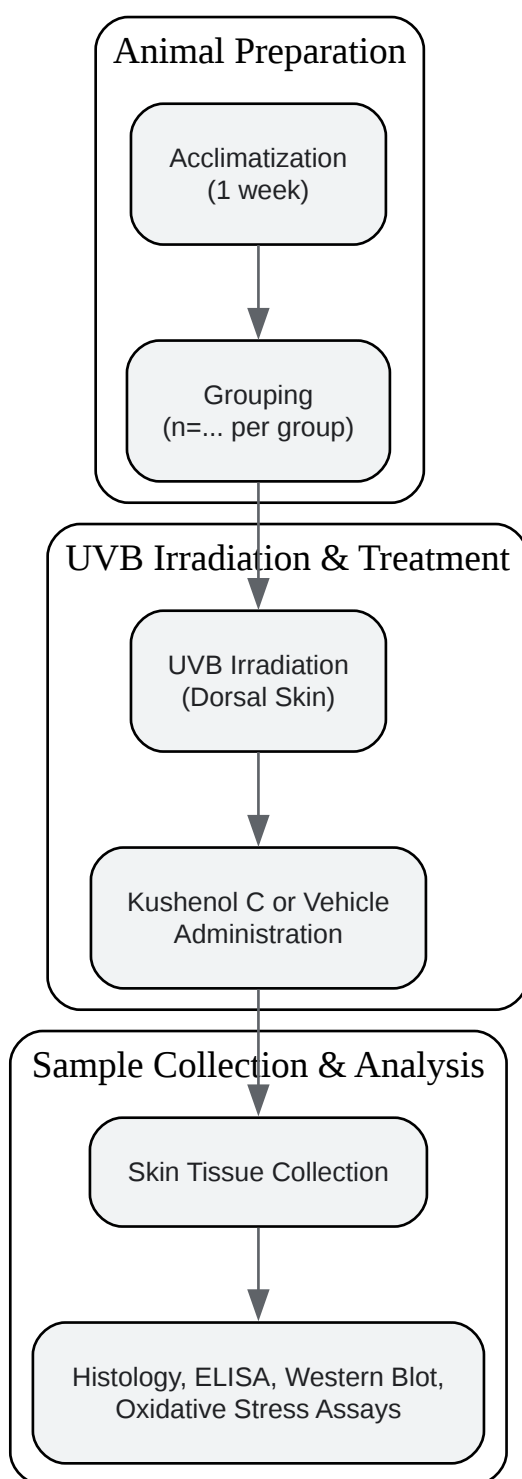 Animal Preparation
Acclimatization
(1 week)
Grouping
(n=... per group)
UVB Irradiation & Treatment
UVB Irradiation
(Dorsal Skin)
Kushenol C or Vehicle
Administration
Sample Collection & Analysis
Skin Tissue Collection
Histology, ELISA, Western Blot,
Oxidative Stress Assays